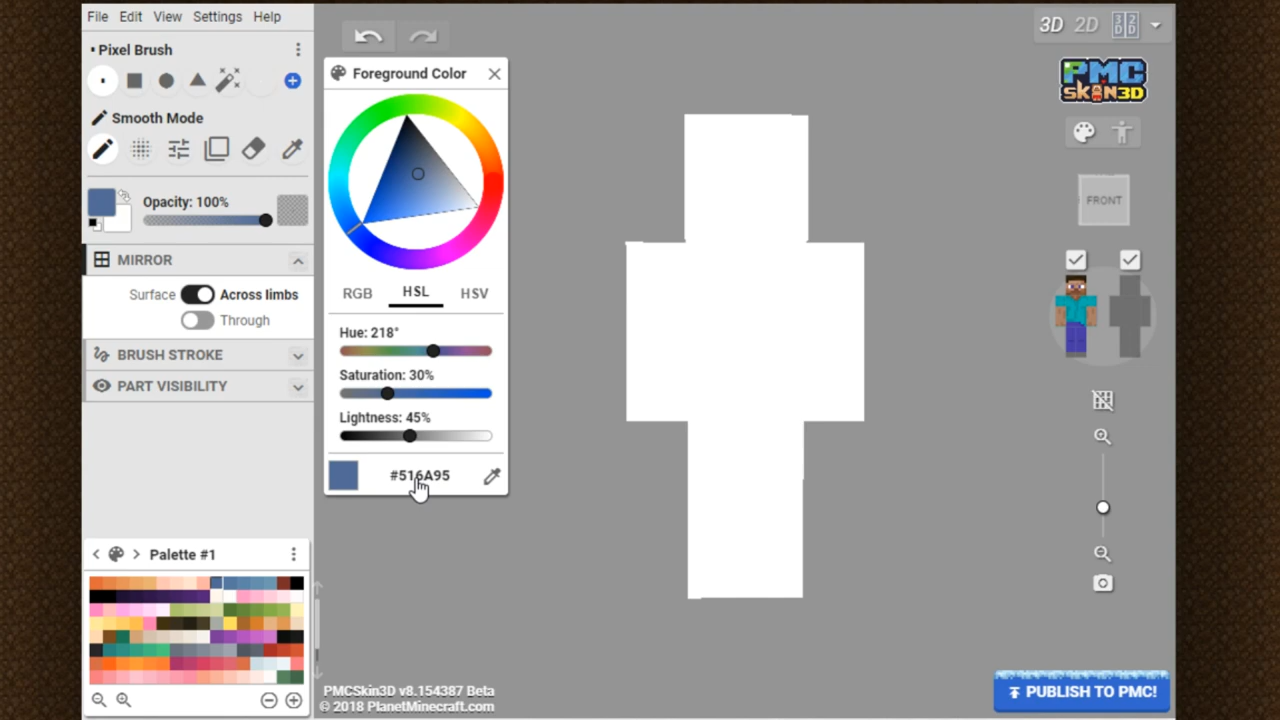 File Edit View Settings Help
Pixel Brush
Smooth Mode
Opacity: 100%
MIRROR
Surface Across limbs
Through
BRUSH STROKE
PART VISIBILITY
Palette #1
Foreground Color
RGB HSL HSV
Hue: 218°
Saturation: 30%
Lightness: 45%
#516A95
PMCSkin3D v8.154387 Beta
© 2018 PlanetMinecraft.com
3D 2D 3D 2D
PMC
SKIN3D
FRONT
PUBLISH TO PMC!